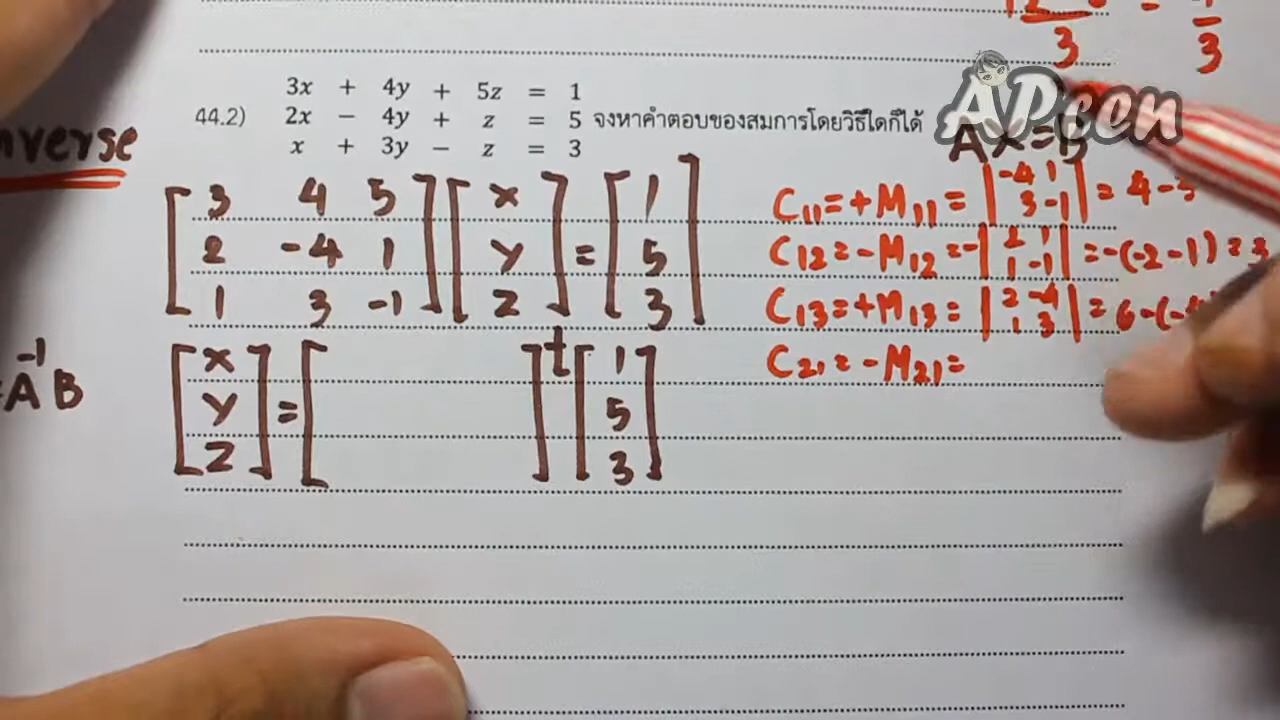 3
3
APeen
3x + 4y + 5z = 1
44.2) 2x − 4y + z = 5 จงหาคำตอบของสมการโดยวิธีใดก็ได้
x + 3y − z = 3
nverse
AX=B
3 4 5 x 1
2 -4 1 y = 5
1 3 -1 z 3
C11=+M11= |-4 1 3 -1| = 4-3
C12=-M12=-|2 1 1 -1| =-(-2-1)=3
C13=+M13= |2 -4 1 3| = 6-(-4
C21=-M21=
A-1B
x t 1
y = 5
z 3